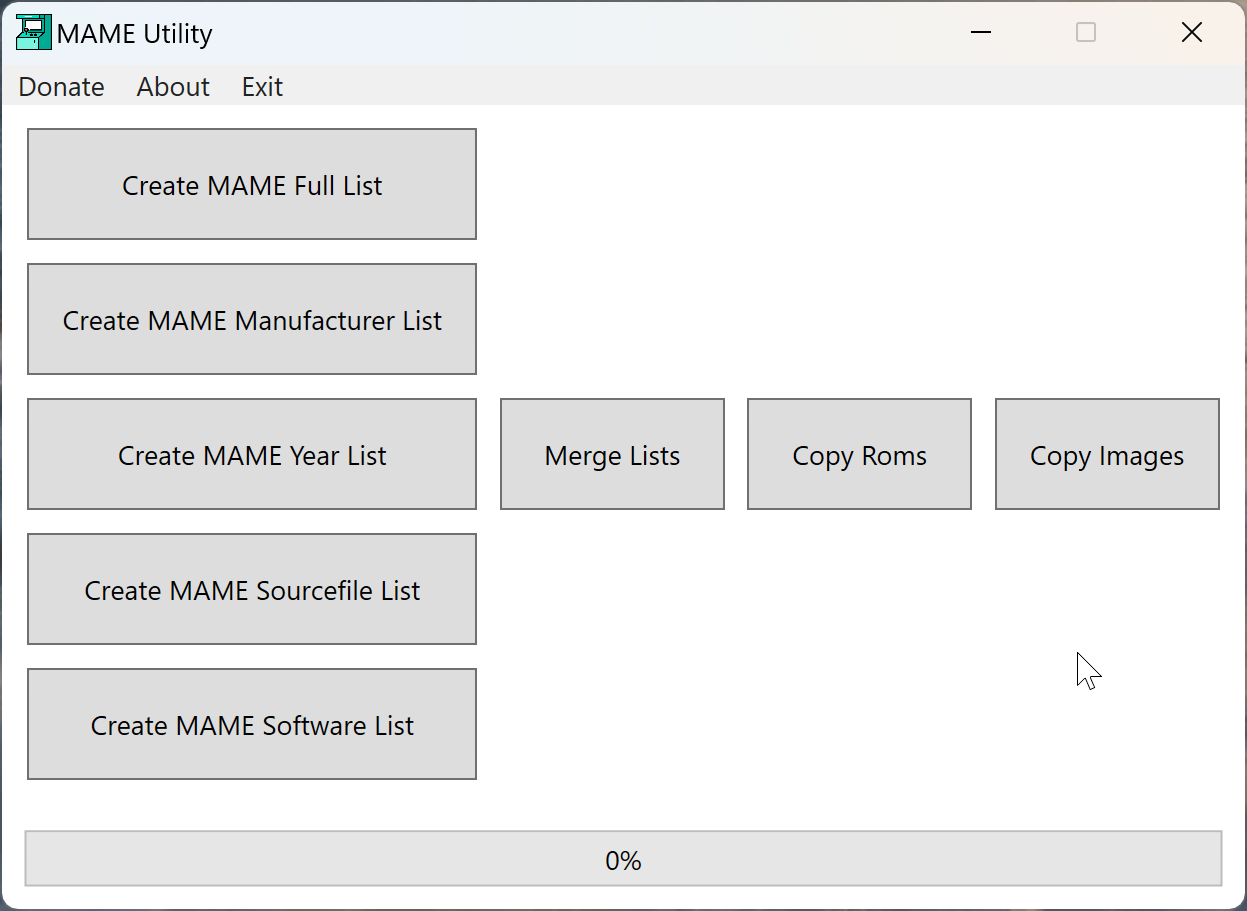 MAME Utility
Donate About Exit
Create MAME Full List
Create MAME Manufacturer List
Create MAME Year List
Merge Lists
Copy Roms
Copy Images
Create MAME Sourcefile List
Create MAME Software List
0%